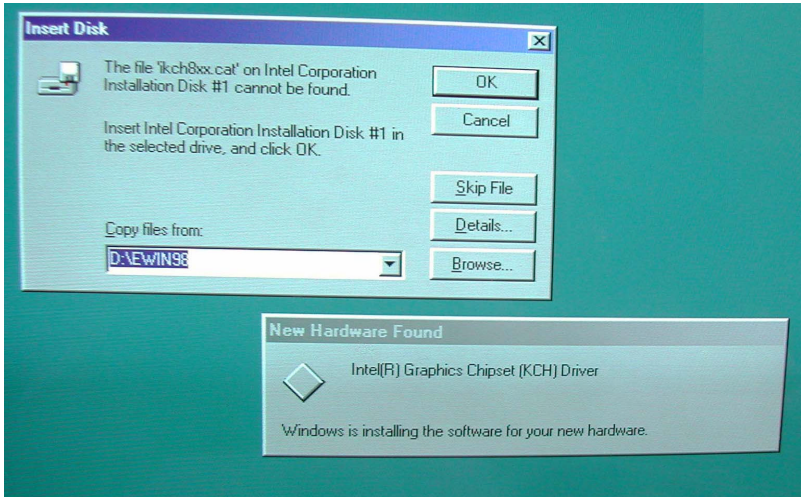 Insert Disk
The file 'ikch8xx.cat' on Intel Corporation
Installation Disk #1 cannot be found.
Insert Intel Corporation Installation Disk #1 in
the selected drive, and click OK.
Copy files from:
D:\EWIN98
OK
Cancel
Skip File
Details...
Browse...
New Hardware Found
Intel(R) Graphics Chipset (KCH) Driver
Windows is installing the software for your new hardware.